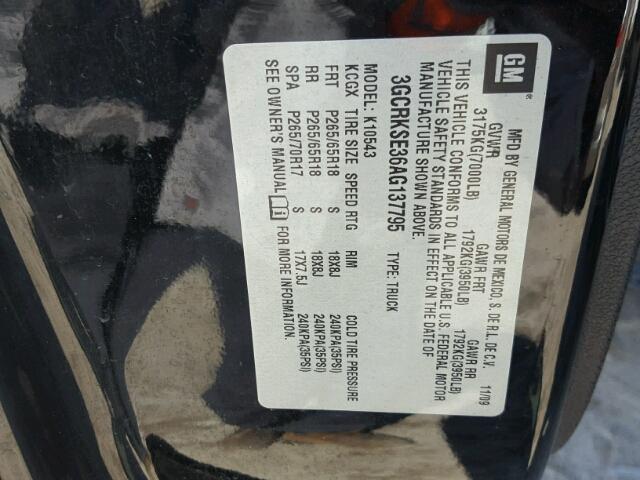 GM
MFD BY GENERAL MOTORS DE MEXICO, S. DE R.L. DE C.V.
GVWR GAWR FRT GAWR RR 11/09
3175KG(7000LB) 1792KG(3950LB) 1792KG(3950LB)
THIS VEHICLE CONFORMS TO ALL APPLICABLE U.S. FEDERAL MOTOR
VEHICLE SAFETY STANDARDS IN EFFECT ON THE DATE OF
MANUFACTURE SHOWN ABOVE.
3GCRKSE36AG137795 TYPE: TRUCK
MODEL: K10543
KCGX TIRE SIZE SPEED RTG RIM COLD TIRE PRESSURE
FRT P265/65R18 S 18X8J 240KPA(35PSI)
RR P265/65R18 S 18X8J 240KPA(35PSI)
SPA P265/70R17 S 17X7.5J 240KPA(35PSI)
SEE OWNER'S MANUAL FOR MORE INFORMATION.